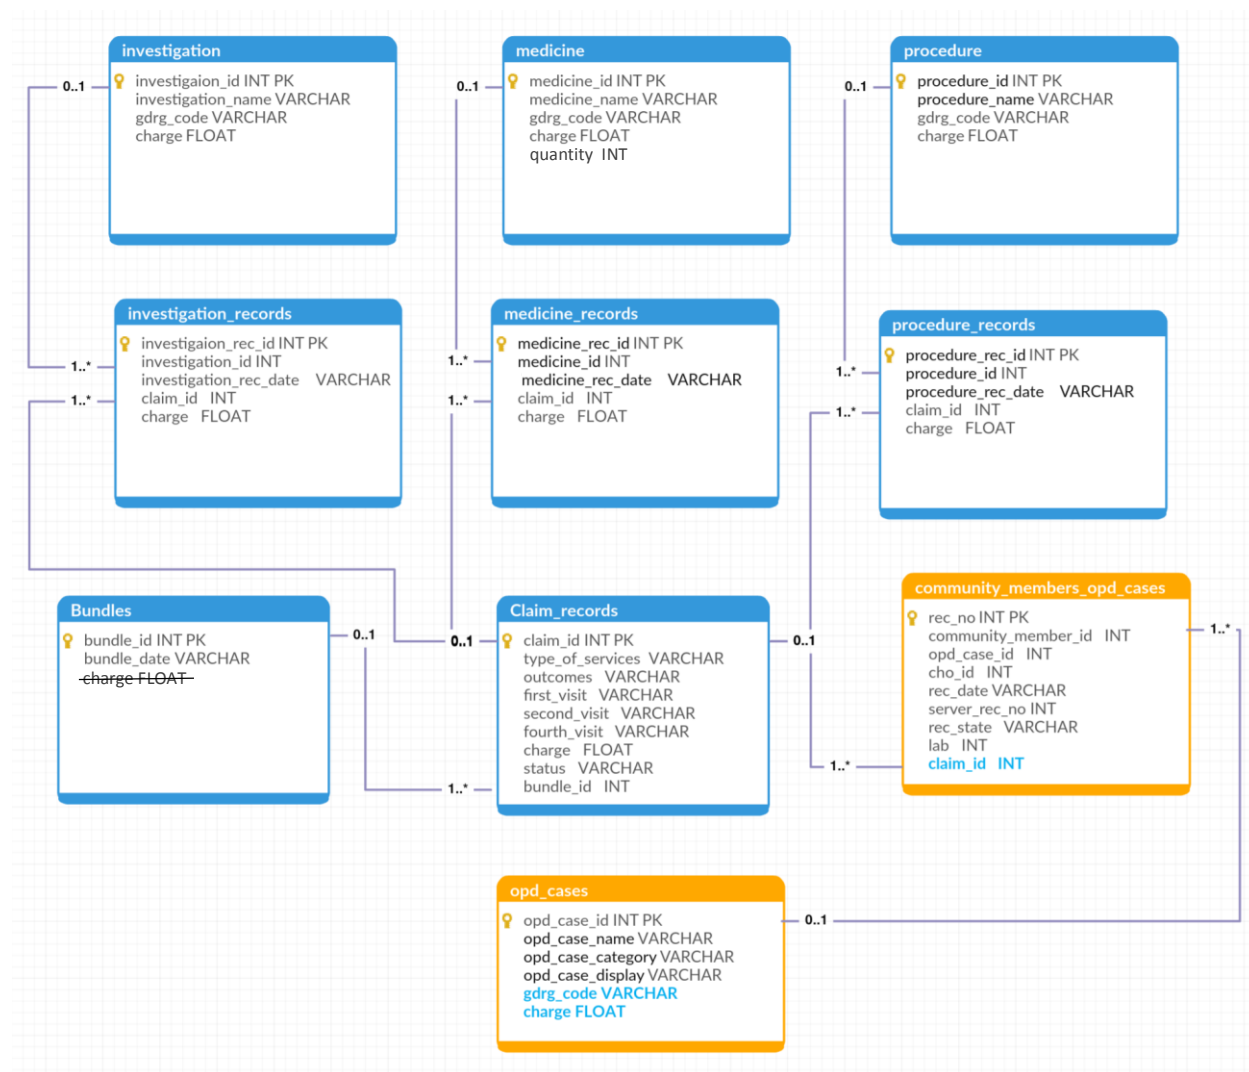 investigation
investigaion_id INT PK
investigation_name VARCHAR
gdrg_code VARCHAR
charge FLOAT
medicine
medicine_id INT PK
medicine_name VARCHAR
gdrg_code VARCHAR
charge FLOAT
quantity INT
procedure
procedure_id INT PK
procedure_name VARCHAR
gdrg_code VARCHAR
charge FLOAT
0..1
0..1
0..1
investigation_records
investigaion_rec_id INT PK
investigation_id INT
investigation_rec_date VARCHAR
claim_id INT
charge FLOAT
1..*
1..*
medicine_records
medicine_rec_id INT PK
medicine_id INT
medicine_rec_date VARCHAR
claim_id INT
charge FLOAT
1..*
1..*
procedure_records
procedure_rec_id INT PK
procedure_id INT
procedure_rec_date VARCHAR
claim_id INT
charge FLOAT
1..*
1..*
Bundles
bundle_id INT PK
bundle_date VARCHAR
charge FLOAT
0..1
0..1
1..*
Claim_records
claim_id INT PK
type_of_services VARCHAR
outcomes VARCHAR
first_visit VARCHAR
second_visit VARCHAR
fourth_visit VARCHAR
charge FLOAT
status VARCHAR
bundle_id INT
0..1
1..*
community_members_opd_cases
rec_no INT PK
community_member_id INT
opd_case_id INT
cho_id INT
rec_date VARCHAR
server_rec_no INT
rec_state VARCHAR
lab INT
claim_id INT
1..*
opd_cases
opd_case_id INT PK
opd_case_name VARCHAR
opd_case_category VARCHAR
opd_case_display VARCHAR
gdrg_code VARCHAR
charge FLOAT
0..1